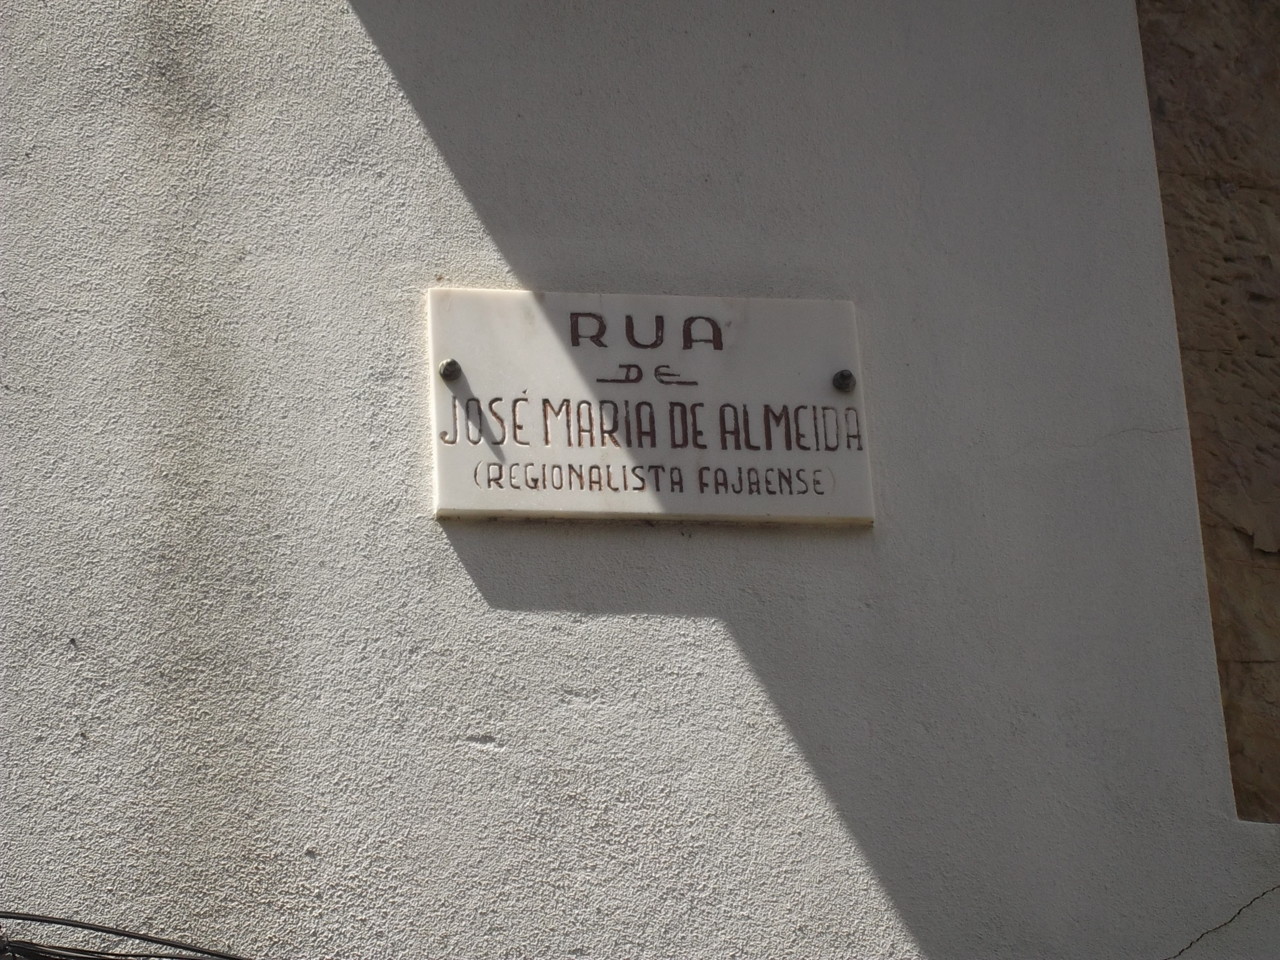 RUA
DE
JOSÉ MARIA DE ALMEIDA
(REGIONALISTA FAJAENSE)